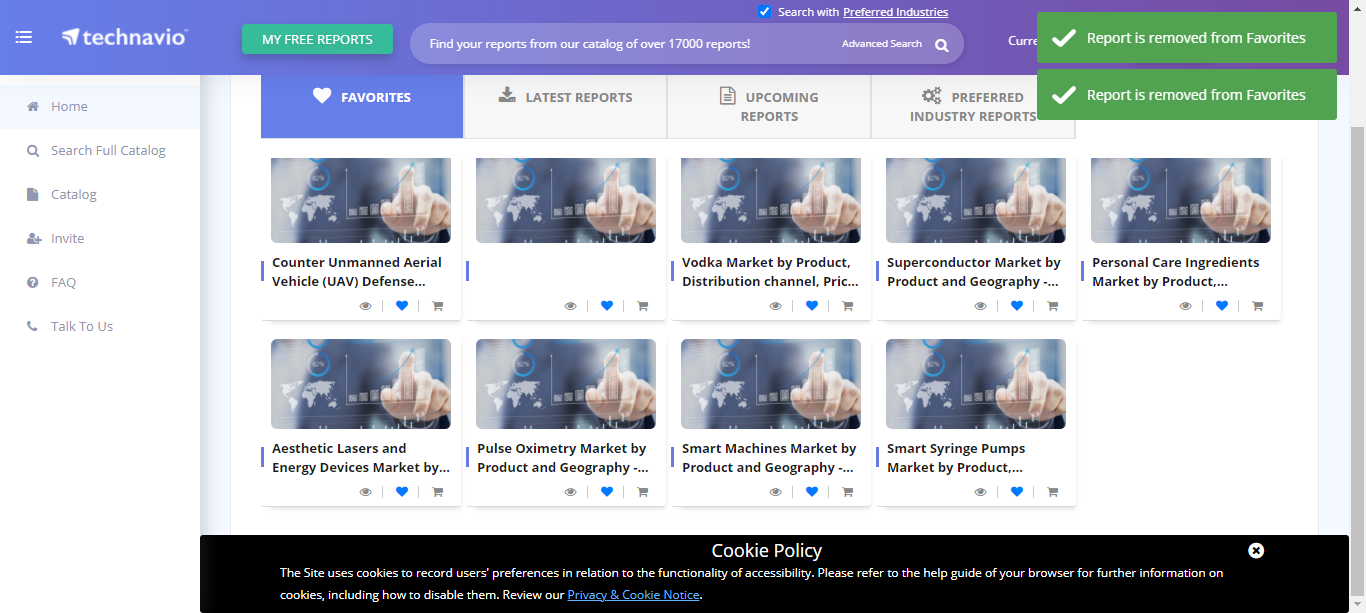 Search with Preferred Industries
technavio
MY FREE REPORTS
Find your reports from our catalog of over 17000 reports!
Advanced Search
Report is removed from Favorites
Report is removed from Favorites
Home
Search Full Catalog
Catalog
Invite
FAQ
Talk To Us
FAVORITES
LATEST REPORTS
UPCOMING
REPORTS
PREFERRED
INDUSTRY REPORTS
Counter Unmanned Aerial
Vehicle (UAV) Defense...
Vodka Market by Product,
Distribution channel, Pric...
Superconductor Market by
Product and Geography -...
Personal Care Ingredients
Market by Product,...
Aesthetic Lasers and
Energy Devices Market by...
Pulse Oximetry Market by
Product and Geography -...
Smart Machines Market by
Product and Geography -...
Smart Syringe Pumps
Market by Product,...
Cookie Policy
The Site uses cookies to record users' preferences in relation to the functionality of accessibility. Please refer to the help guide of your browser for further information on
cookies, including how to disable them. Review our Privacy & Cookie Notice.